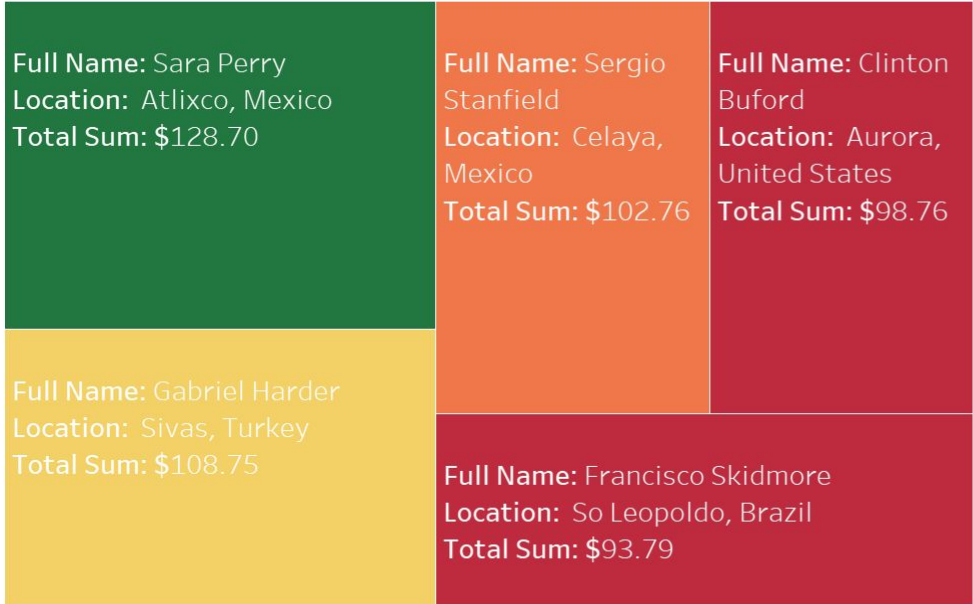 Full Name: Sara Perry
Location: Atlixco, Mexico
Total Sum: $128.70
Full Name: Sergio
Stanfield
Location: Celaya,
Mexico
Total Sum: $102.76
Full Name: Clinton
Buford
Location: Aurora,
United States
Total Sum: $98.76
Full Name: Gabriel Harder
Location: Sivas, Turkey
Total Sum: $108.75
Full Name: Francisco Skidmore
Location: So Leopoldo, Brazil
Total Sum: $93.79